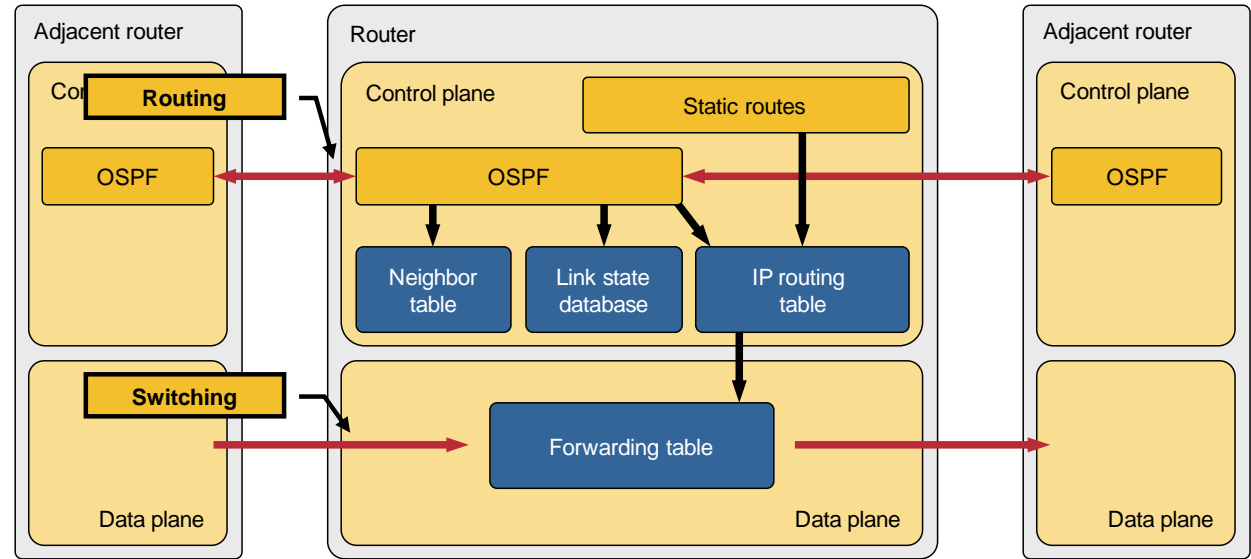 Adjacent router
Router
Adjacent router
Routing
Control plane
Static routes
Control plane
OSPF
OSPF
OSPF
Neighbor
table
Link state
database
IP routing
table
Switching
Forwarding table
Data plane
Data plane
Data plane